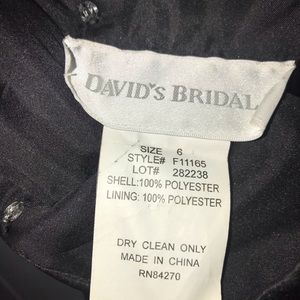 DAVID'S BRIDAL
SIZE 6
STYLE# F11165
LOT# 282238
SHELL:100% POLYESTER
LINING: 100% POLYESTER
DRY CLEAN ONLY
MADE IN CHINA
RN84270